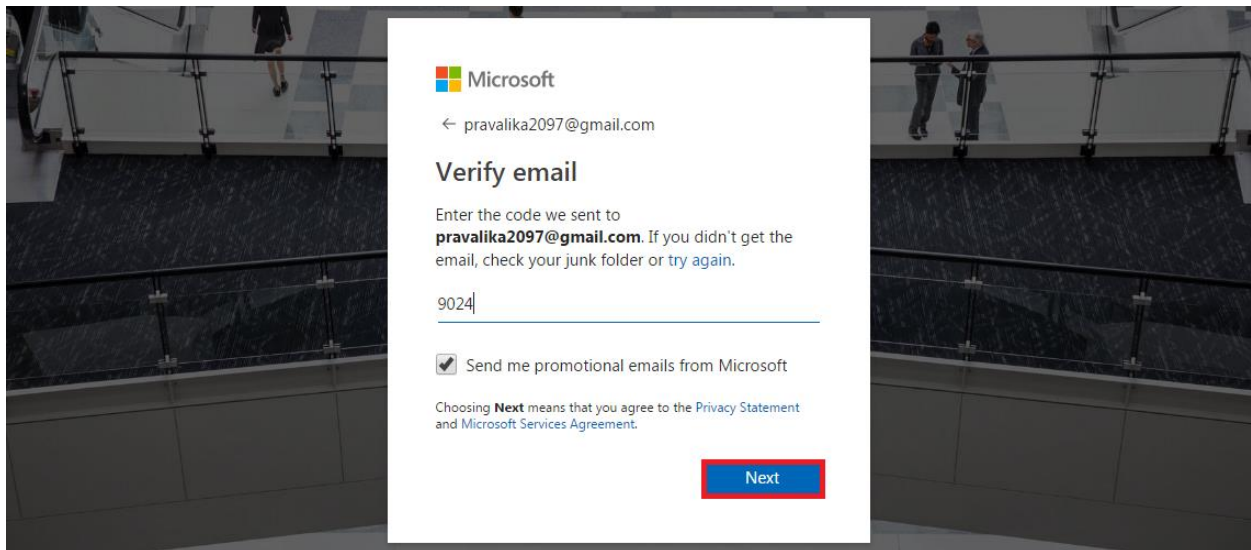 Microsoft
← pravalika2097@gmail.com
Verify email
Enter the code we sent to
pravalika2097@gmail.com. If you didn't get the
email, check your junk folder or try again.
9024
Send me promotional emails from Microsoft
Choosing Next means that you agree to the Privacy Statement
and Microsoft Services Agreement.
Next